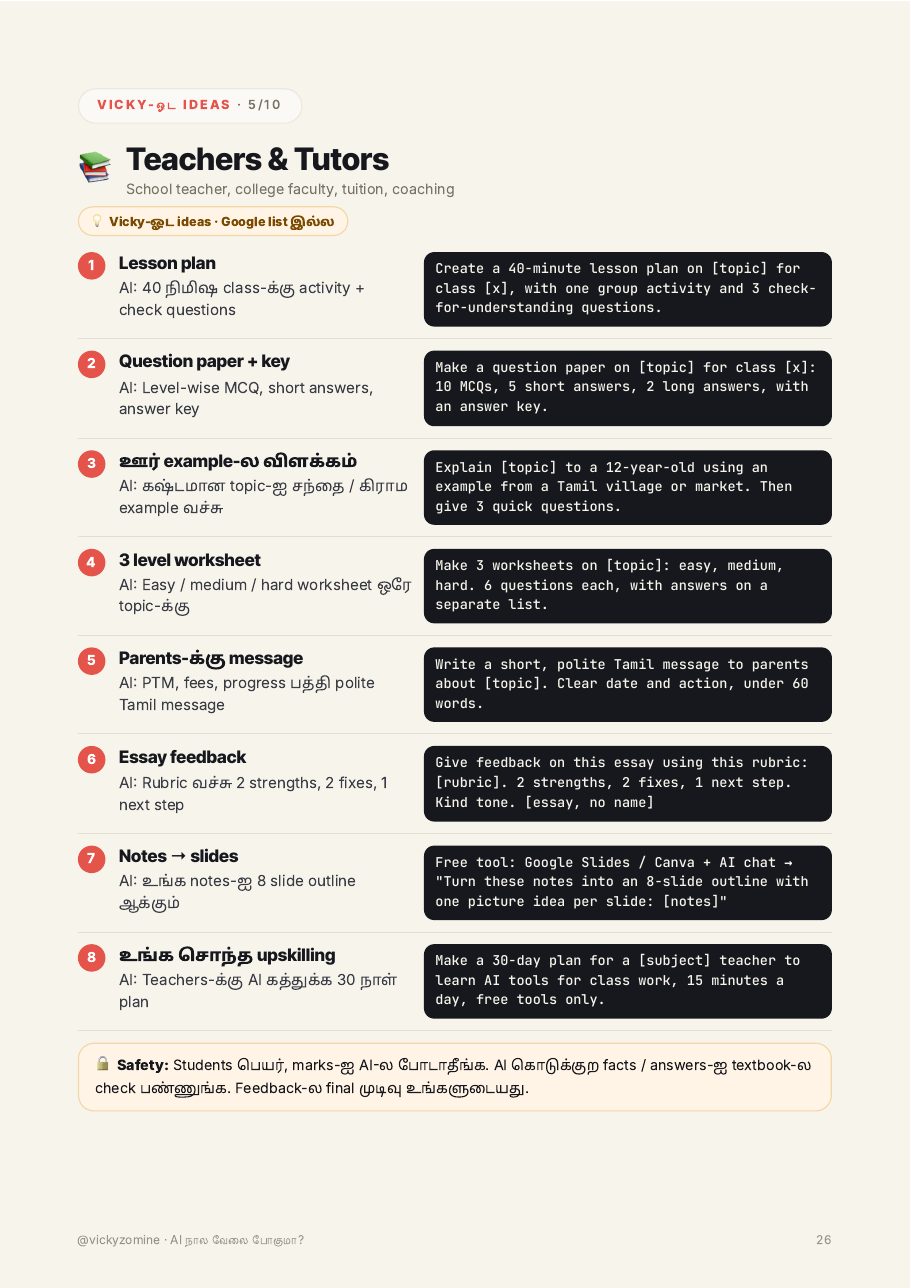 VICKY-ஓட IDEAS · 5/10
Teachers & Tutors
School teacher, college faculty, tuition, coaching
Vicky-ஓட ideas · Google list இல்ல
1
Lesson plan
AI: 40 நிமிஷ class-க்கு activity +
check questions
Create a 40-minute lesson plan on [topic] for
class [x], with one group activity and 3 check-
for-understanding questions.
2
Question paper + key
AI: Level-wise MCQ, short answers,
answer key
Make a question paper on [topic] for class [x]:
10 MCQs, 5 short answers, 2 long answers, with
an answer key.
3
ஊர் example-ல விளக்கம்
AI: கஷ்டமான topic-ஐ சந்தை / கிராம
example வச்சு
Explain [topic] to a 12-year-old using an
example from a Tamil village or market. Then
give 3 quick questions.
4
3 level worksheet
AI: Easy / medium / hard worksheet ஒரே
topic-க்கு
Make 3 worksheets on [topic]: easy, medium,
hard. 6 questions each, with answers on a
separate list.
5
Parents-க்கு message
AI: PTM, fees, progress பத்தி polite
Tamil message
Write a short, polite Tamil message to parents
about [topic]. Clear date and action, under 60
words.
6
Essay feedback
AI: Rubric வச்சு 2 strengths, 2 fixes, 1
next step
Give feedback on this essay using this rubric:
[rubric]. 2 strengths, 2 fixes, 1 next step.
Kind tone. [essay, no name]
7
Notes → slides
AI: உங்க notes-ஐ 8 slide outline
ஆக்கும்
Free tool: Google Slides / Canva + AI chat →
"Turn these notes into an 8-slide outline with
one picture idea per slide: [notes]"
8
உங்க சொந்த upskilling
AI: Teachers-க்கு AI கத்துக்க 30 நாள்
plan
Make a 30-day plan for a [subject] teacher to
learn AI tools for class work, 15 minutes a
day, free tools only.
Safety: Students பெயர், marks-ஐ AI-ல போடாதீங்க. AI கொடுக்குற facts / answers-ஐ textbook-ல
check பண்ணுங்க. Feedback-ல final முடிவு உங்களுடையது.
@vickyzomine · AI நால வேலை போகுமா?
26